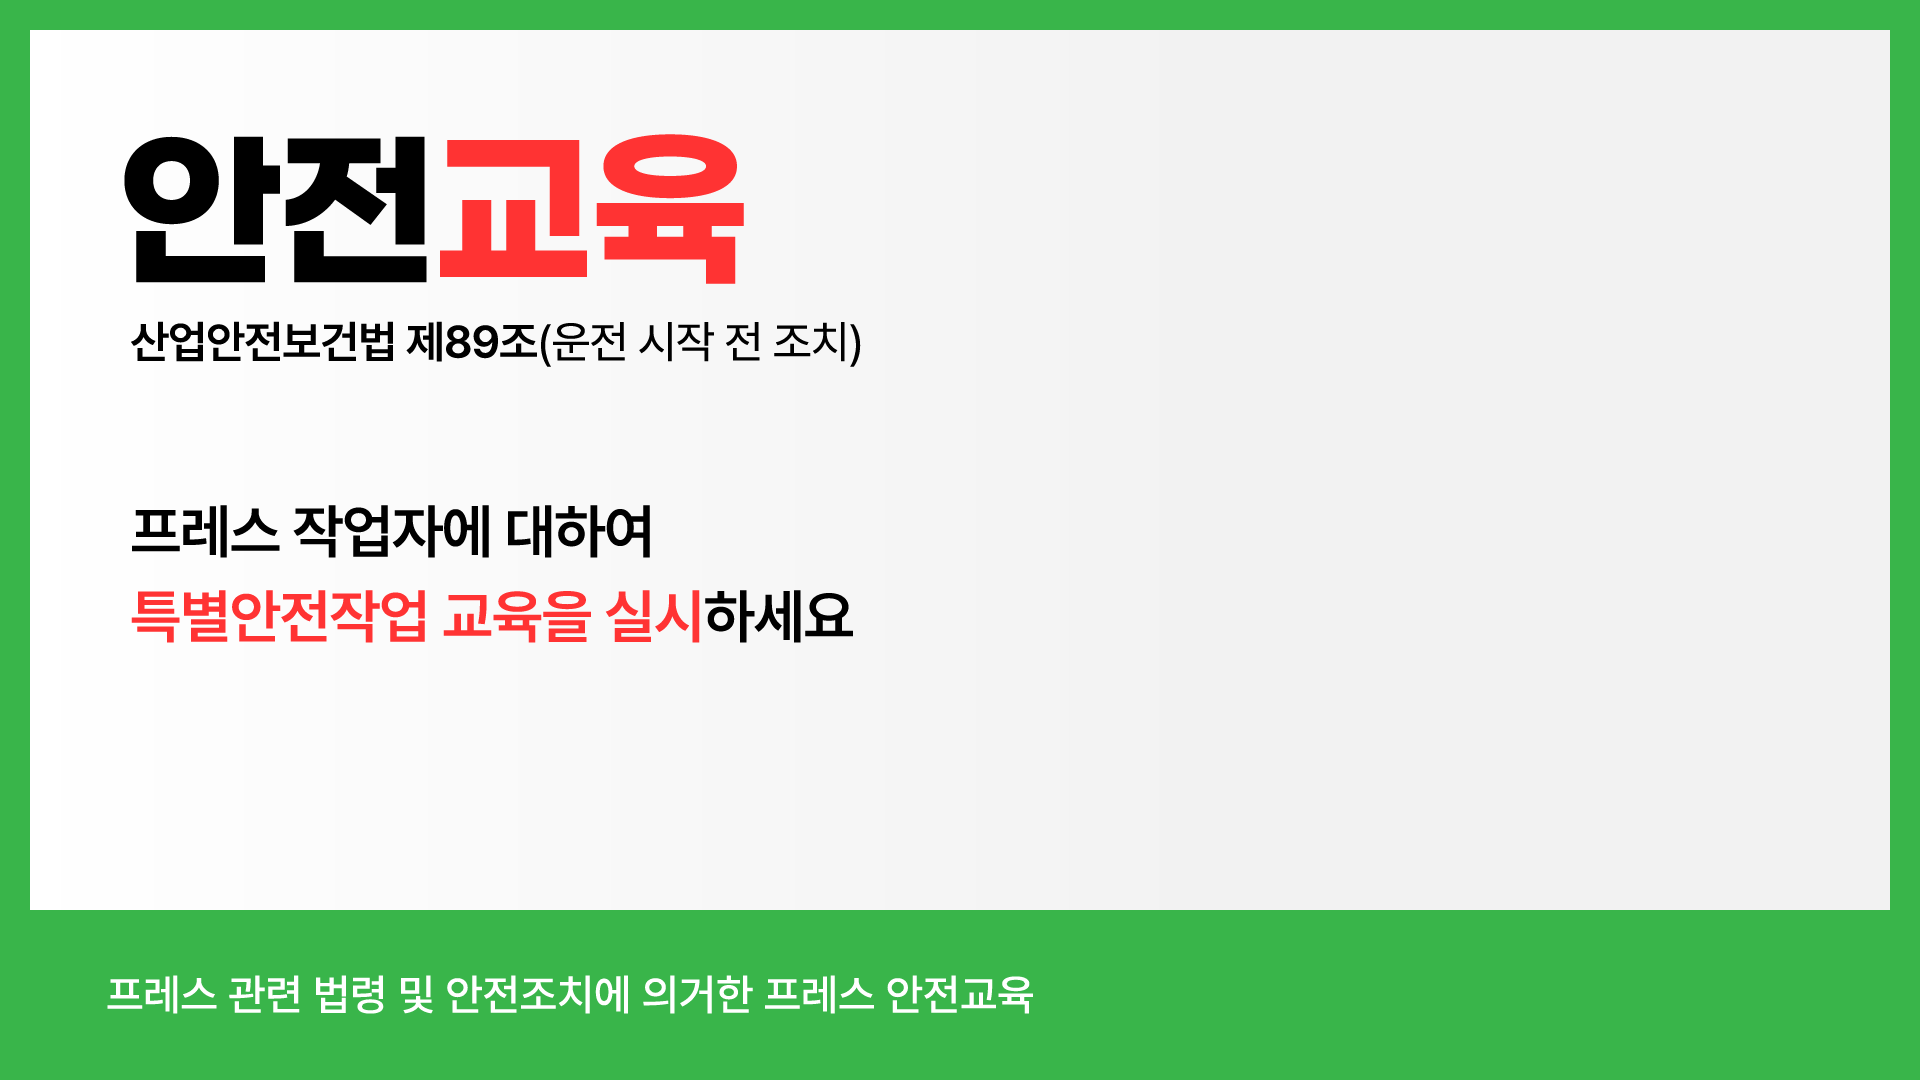 안전교육
산업안전보건법 제89조(운전 시작 전 조치)
프레스 작업자에 대하여
특별안전작업 교육을 실시하세요
프레스 관련 법령 및 안전조치에 의거한 프레스 안전교육